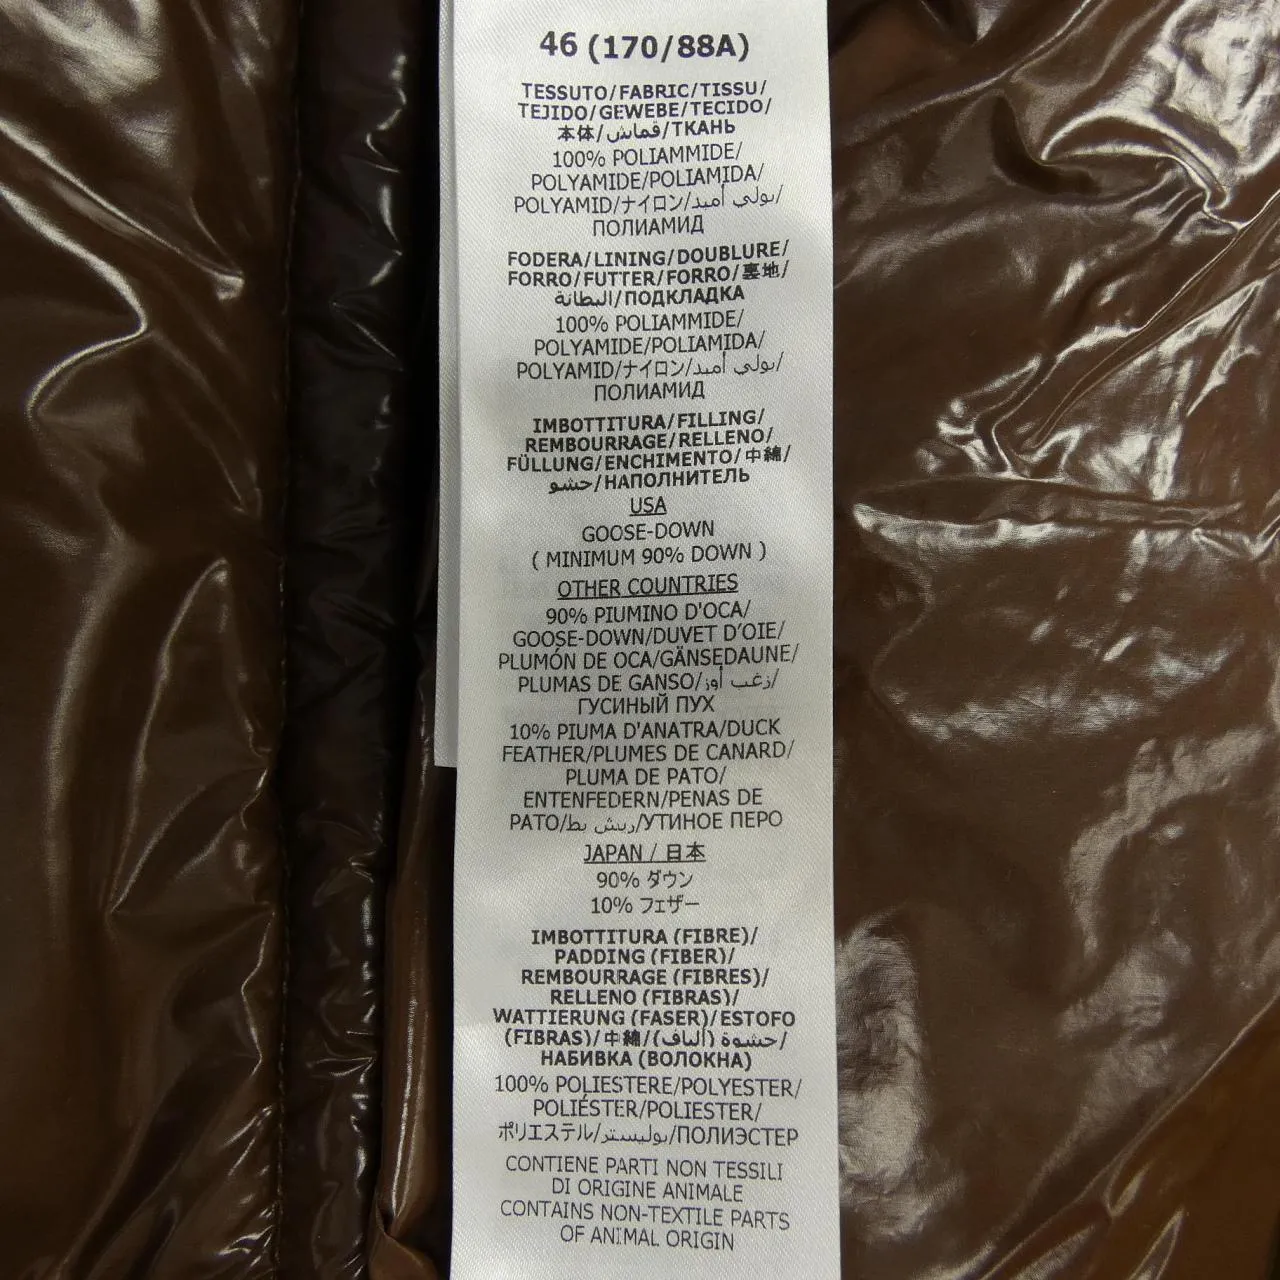 46 (170/88A)
TESSUTO/FABRIC/TISSU/
TEJIDO/GEWEBE/TECIDO/
本体/قماش/ТКАНЬ
100% POLIAMMIDE/
POLYAMIDE/POLIAMIDA/
POLYAMID/ナイロン/بولي أميد/
ПОЛИАМИД
FODERA/LINING/DOUBLURE/
FORRO/FUTTER/FORRO/裏地/
البطانة/ПОДКЛАДКА
100% POLIAMMIDE/
POLYAMIDE/POLIAMIDA/
POLYAMID/ナイロン/بولي أميد/
ПОЛИАМИД
IMBOTTITURA/FILLING/
REMBOURRAGE/RELLENO/
FÜLLUNG/ENCHIMENTO/中綿/
حشو/НАПОЛНИТЕЛЬ
USA
GOOSE-DOWN
( MINIMUM 90% DOWN )
OTHER COUNTRIES
90% PIUMINO D'OCA/
GOOSE-DOWN/DUVET D'OIE/
PLUMÓN DE OCA/GÄNSEDAUNE/
PLUMAS DE GANSO/زغب أوز/
ГУСИНЫЙ ПУХ
10% PIUMA D'ANATRA/DUCK
FEATHER/PLUMES DE CANARD/
PLUMA DE PATO/
ENTENFEDERN/PENAS DE
PATO/ريش بط/УТИНОЕ ПЕРО
JAPAN / 日本
90% ダウン
10% フェザー
IMBOTTITURA (FIBRE)/
PADDING (FIBER)/
REMBOURRAGE (FIBRES)/
RELLENO (FIBRAS)/
WATTIERUNG (FASER)/ESTOFO
(FIBRAS)/中綿/حشوة (ألياف)/
НАБИВКА (ВОЛОКНА)
100% POLIESTERE/POLYESTER/
POLIÉSTER/POLIESTER/
ポリエステル/بوليستر/ПОЛИЭСТЕР
CONTIENE PARTI NON TESSILI
DI ORIGINE ANIMALE
CONTAINS NON-TEXTILE PARTS
OF ANIMAL ORIGIN